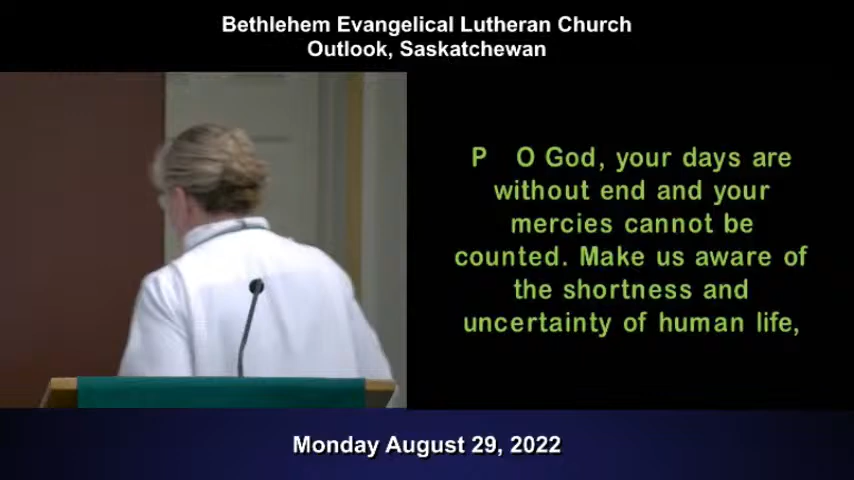 Bethlehem Evangelical Lutheran Church
Outlook, Saskatchewan
P O God, your days are
without end and your
mercies cannot be
counted. Make us aware of
the shortness and
uncertainty of human life,
Monday August 29, 2022